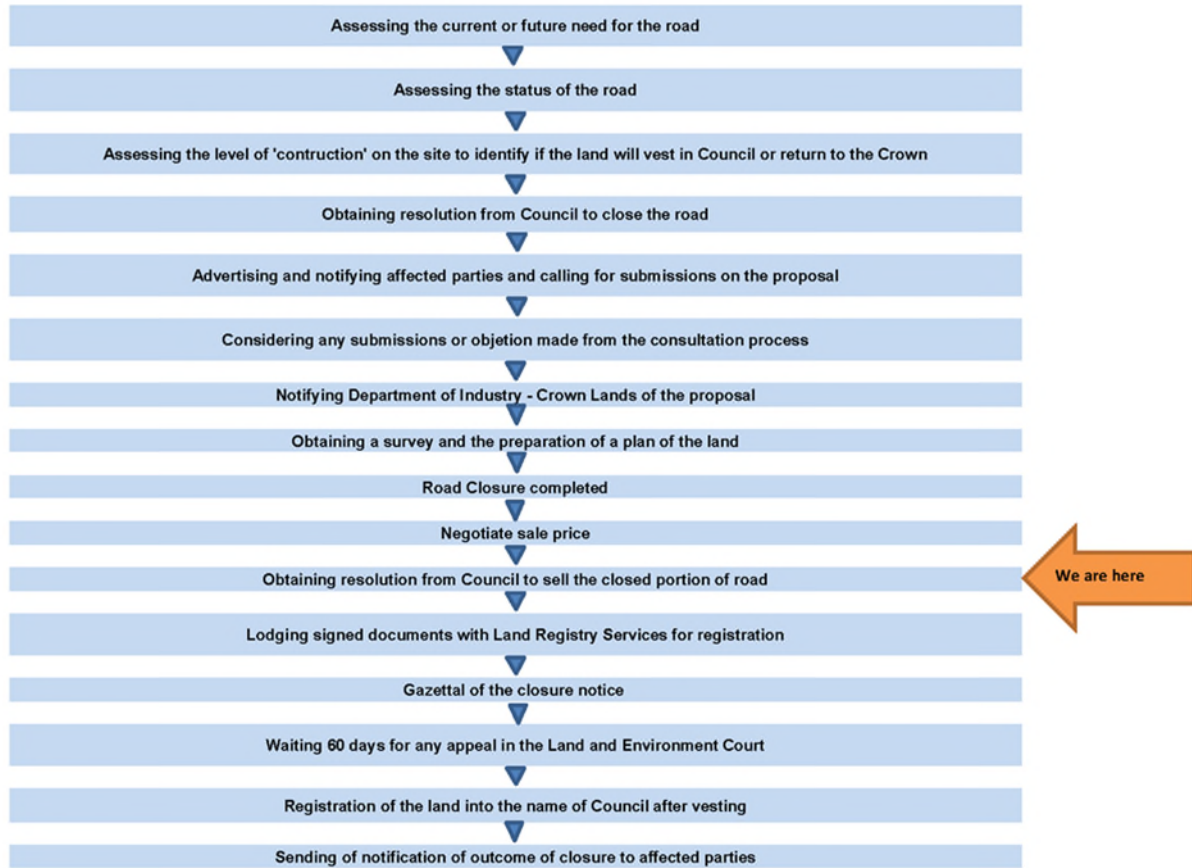 Assessing the current or future need for the road
Assessing the status of the road
Assessing the level of 'contruction' on the site to identify if the land will vest in Council or return to the Crown
Obtaining resolution from Council to close the road
Advertising and notifying affected parties and calling for submissions on the proposal
Considering any submissions or objetion made from the consultation process
Notifying Department of Industry - Crown Lands of the proposal
Obtaining a survey and the preparation of a plan of the land
Road Closure completed
Negotiate sale price
Obtaining resolution from Council to sell the closed portion of road
We are here
Lodging signed documents with Land Registry Services for registration
Gazettal of the closure notice
Waiting 60 days for any appeal in the Land and Environment Court
Registration of the land into the name of Council after vesting
Sending of notification of outcome of closure to affected parties